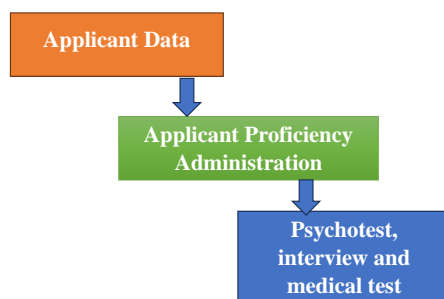 Applicant Data
Applicant Proficiency
Administration
Psychotest,
interview and
medical test